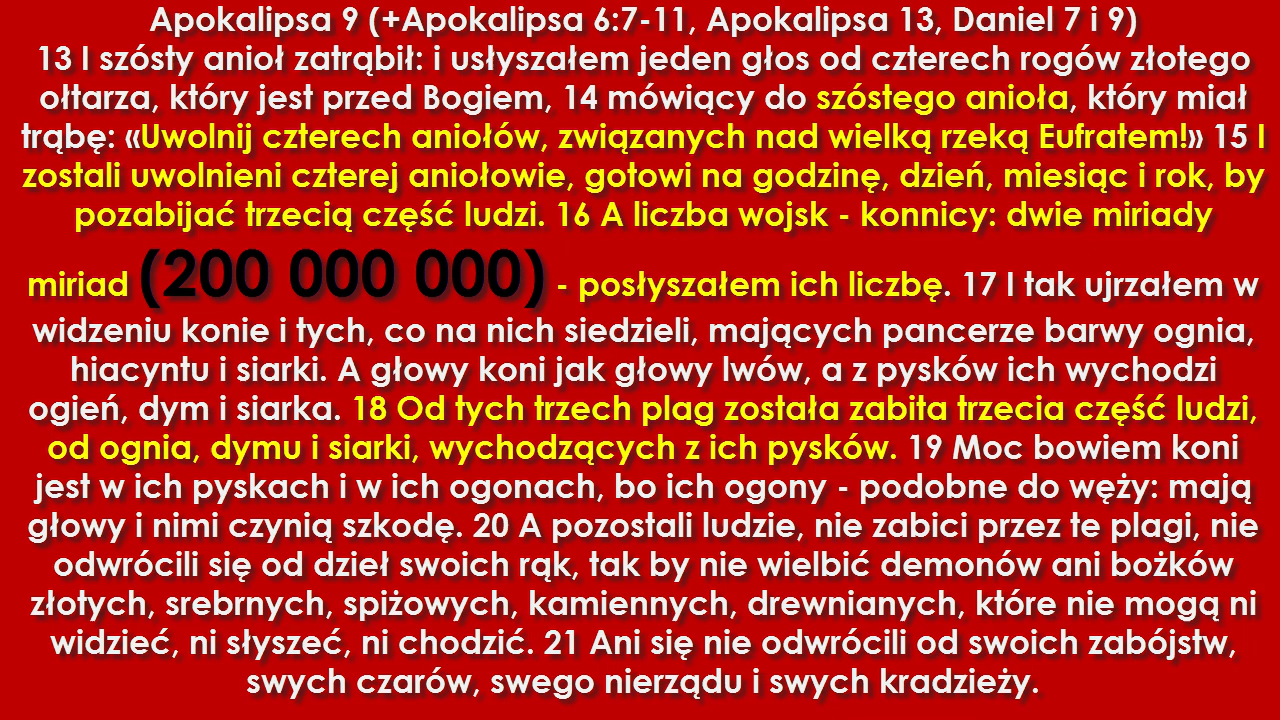 Apokalipsa 9 (+Apokalipsa 6:7-11, Apokalipsa 13, Daniel 7 i 9)
13 I szósty anioł zatrąbił: i usłyszałem jeden głos od czterech rogów złotego
ołtarza, który jest przed Bogiem, 14 mówiący do szóstego anioła, który miał
trąbę: «Uwolnij czterech aniołów, związanych nad wielką rzeką Eufratem!» 15 I
zostali uwolnieni czterej aniołowie, gotowi na godzinę, dzień, miesiąc i rok, by
pozabijać trzecią część ludzi. 16 A liczba wojsk - konnicy: dwie miriady
miriad (200 000 000) - posłyszałem ich liczbę. 17 I tak ujrzałem w
widzeniu konie i tych, co na nich siedzieli, mających pancerze barwy ognia,
hiacyntu i siarki. A głowy koni jak głowy lwów, a z pysków ich wychodzi
ogień, dym i siarka. 18 Od tych trzech plag została zabita trzecia część ludzi,
od ognia, dymu i siarki, wychodzących z ich pysków. 19 Moc bowiem koni
jest w ich pyskach i w ich ogonach, bo ich ogony - podobne do węży: mają
głowy i nimi czynią szkodę. 20 A pozostali ludzie, nie zabici przez te plagi, nie
odwrócili się od dzieł swoich rąk, tak by nie wielbić demonów ani bożków
złotych, srebrnych, spiżowych, kamiennych, drewnianych, które nie mogą ni
widzieć, ni słyszeć, ni chodzić. 21 Ani się nie odwrócili od swoich zabójstw,
swych czarów, swego nierządu i swych kradzieży.